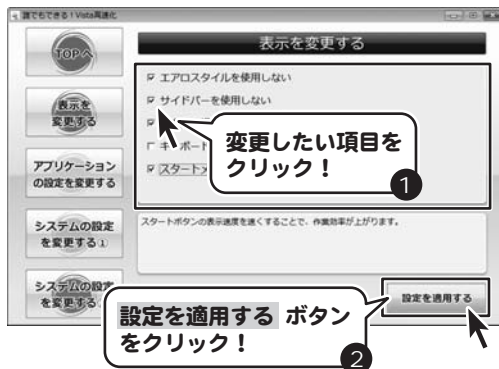 誰でもできる!Vista高速化
表示を変更する
TOPへ
エアロスタイルを使用しない
サイドバーを使用しない
表示を
変更する
キーボード
スタート
変更したい項目を
クリック!
1
アプリケーション
の設定を変更する
スタートボタンの表示速度を速くすることで、作業効率が上がります。
システムの設定
を変更する①
システムの設定
を変更する
設定を適用する
設定を適用する ボタン
をクリック!
2